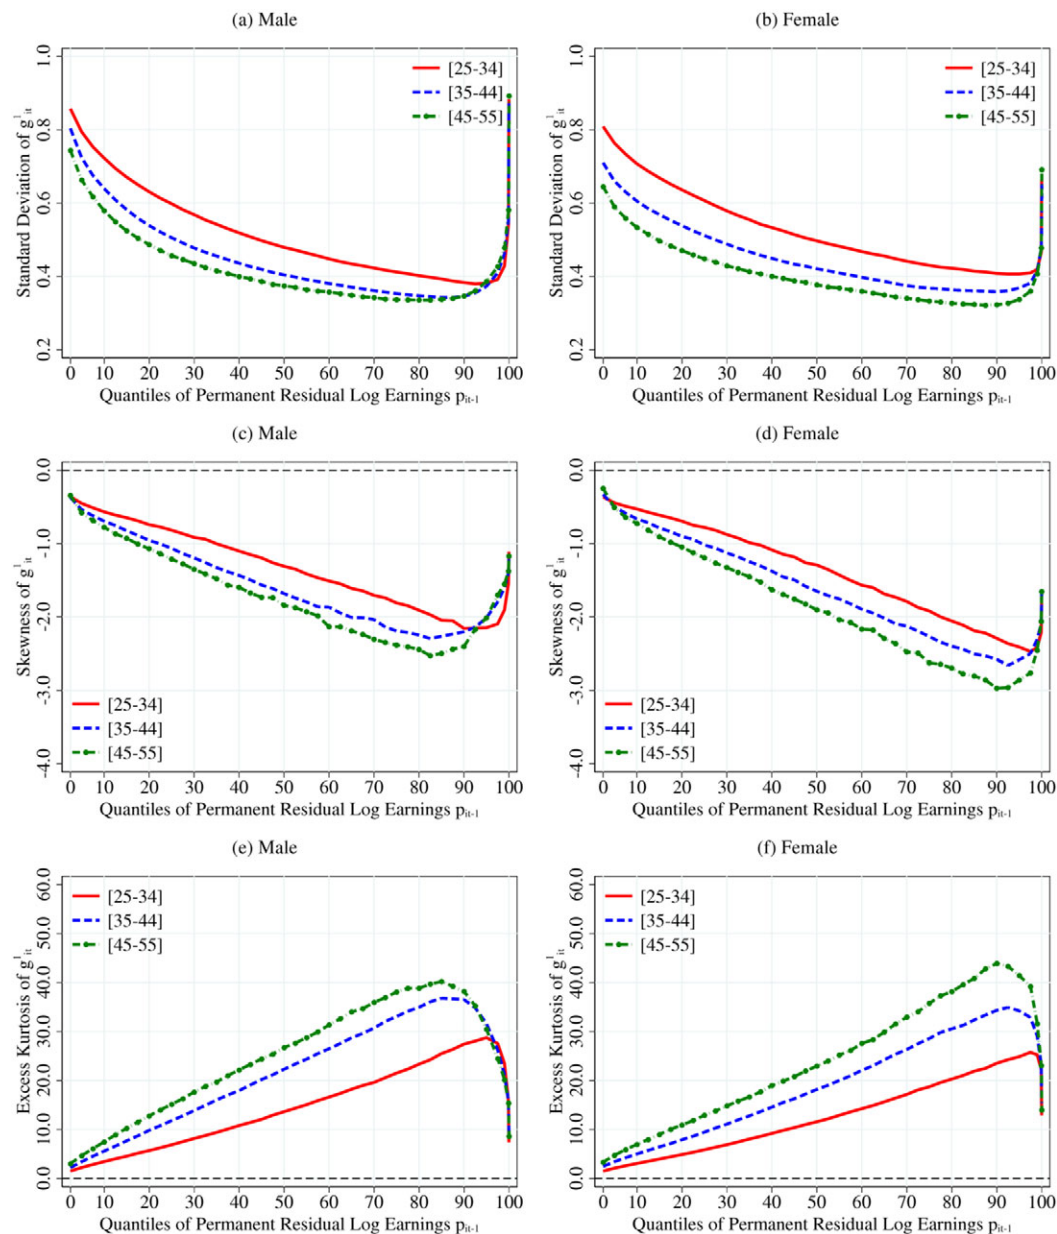 (a) Male
Standard Deviation of g¹ᵢₜ
1.0
0.8
0.6
0.4
0.2
[25-34]
[35-44]
[45-55]
0 10 20 30 40 50 60 70 80 90 100
Quantiles of Permanent Residual Log Earnings pᵢₜ₋₁
(b) Female
Standard Deviation of g¹ᵢₜ
1.0
0.8
0.6
0.4
0.2
[25-34]
[35-44]
[45-55]
0 10 20 30 40 50 60 70 80 90 100
Quantiles of Permanent Residual Log Earnings pᵢₜ₋₁
(c) Male
Skewness of g¹ᵢₜ
0.0
-1.0
-2.0
-3.0
-4.0
[25-34]
[35-44]
[45-55]
0 10 20 30 40 50 60 70 80 90 100
Quantiles of Permanent Residual Log Earnings pᵢₜ₋₁
(d) Female
Skewness of g¹ᵢₜ
0.0
-1.0
-2.0
-3.0
-4.0
[25-34]
[35-44]
[45-55]
0 10 20 30 40 50 60 70 80 90 100
Quantiles of Permanent Residual Log Earnings pᵢₜ₋₁
(e) Male
Excess Kurtosis of g¹ᵢₜ
60.0
50.0
40.0
30.0
20.0
10.0
0.0
[25-34]
[35-44]
[45-55]
0 10 20 30 40 50 60 70 80 90 100
Quantiles of Permanent Residual Log Earnings pᵢₜ₋₁
(f) Female
Excess Kurtosis of g¹ᵢₜ
60.0
50.0
40.0
30.0
20.0
10.0
0.0
[25-34]
[35-44]
[45-55]
0 10 20 30 40 50 60 70 80 90 100
Quantiles of Permanent Residual Log Earnings pᵢₜ₋₁